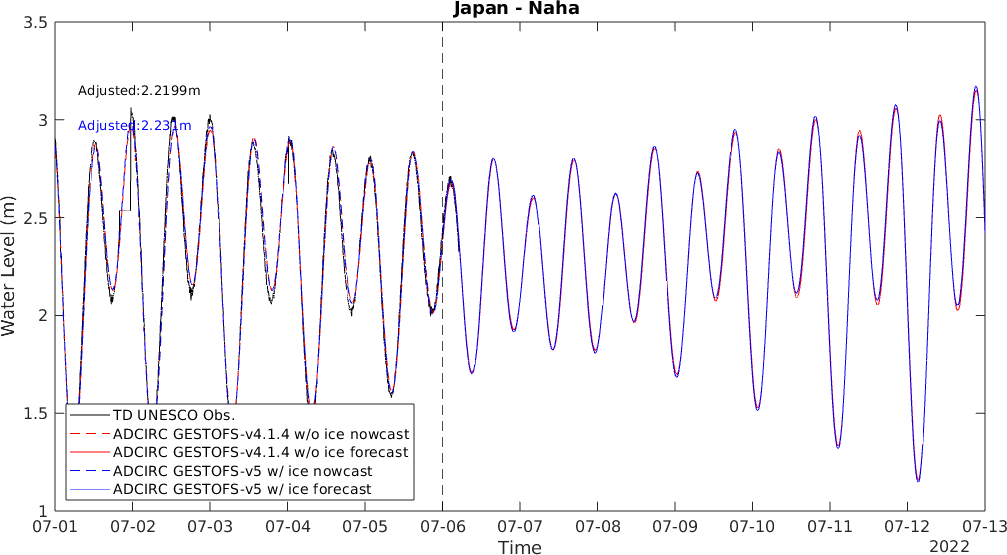 Japan - Naha
3.5
3
2.5
2
1.5
1
Water Level (m)
Adjusted:2.2199m
Adjusted:2.231m
TD UNESCO Obs.
ADCIRC GESTOFS-v4.1.4 w/o ice nowcast
ADCIRC GESTOFS-v4.1.4 w/o ice forecast
ADCIRC GESTOFS-v5 w/ ice nowcast
ADCIRC GESTOFS-v5 w/ ice forecast
07-01 07-02 07-03 07-04 07-05 07-06 07-07 07-08 07-09 07-10 07-11 07-12 07-13
Time
2022